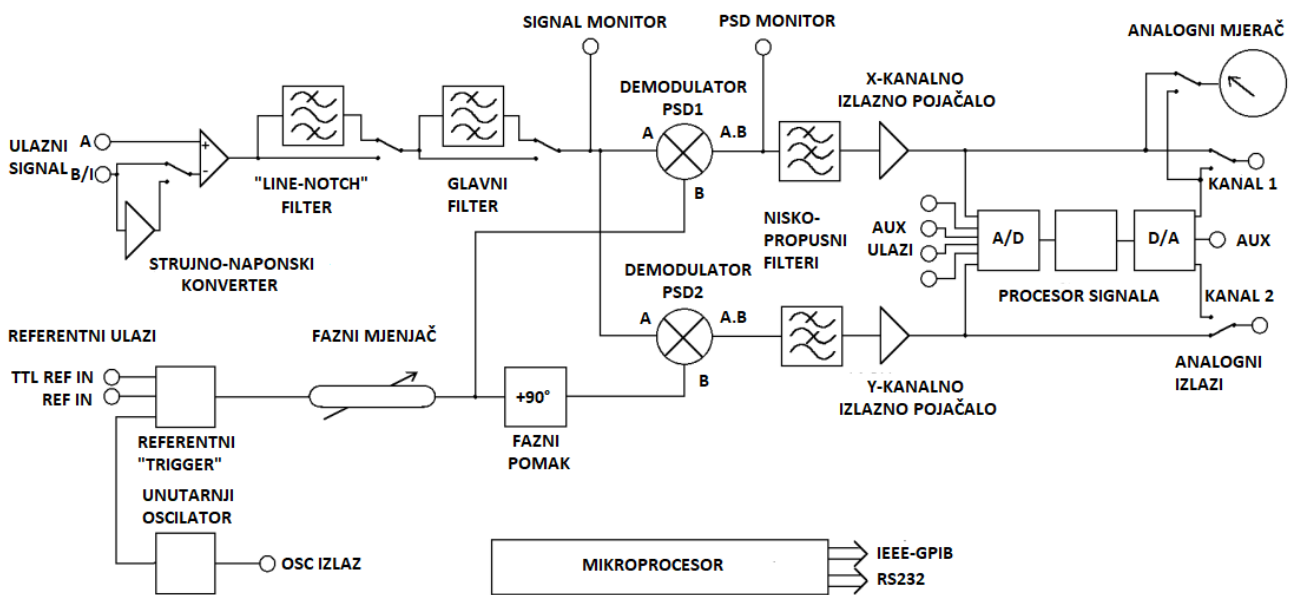 SIGNAL MONITOR
PSD MONITOR
ANALOGNI MJERAČ
ULAZNI
SIGNAL
A
B/I
+
-
"LINE-NOTCH"
FILTER
GLAVNI
FILTER
STRUJNO-NAPONSKI
KONVERTER
DEMODULATOR
PSD1
A
A.B
B
X-KANALNO
IZLAZNO POJAČALO
NISKO-
PROPUSNI
FILTERI
AUX
ULAZI
A/D
D/A
PROCESOR SIGNALA
KANAL 1
AUX
KANAL 2
ANALOGNI
IZLAZI
DEMODULATOR
PSD2
A
A.B
B
Y-KANALNO
IZLAZNO POJAČALO
REFERENTNI ULAZI
TTL REF IN
REF IN
REFERENTNI
"TRIGGER"
FAZNI MJENJAČ
+90°
FAZNI
POMAK
UNUTARNJI
OSCILATOR
OSC IZLAZ
MIKROPROCESOR
IEEE-GPIB
RS232